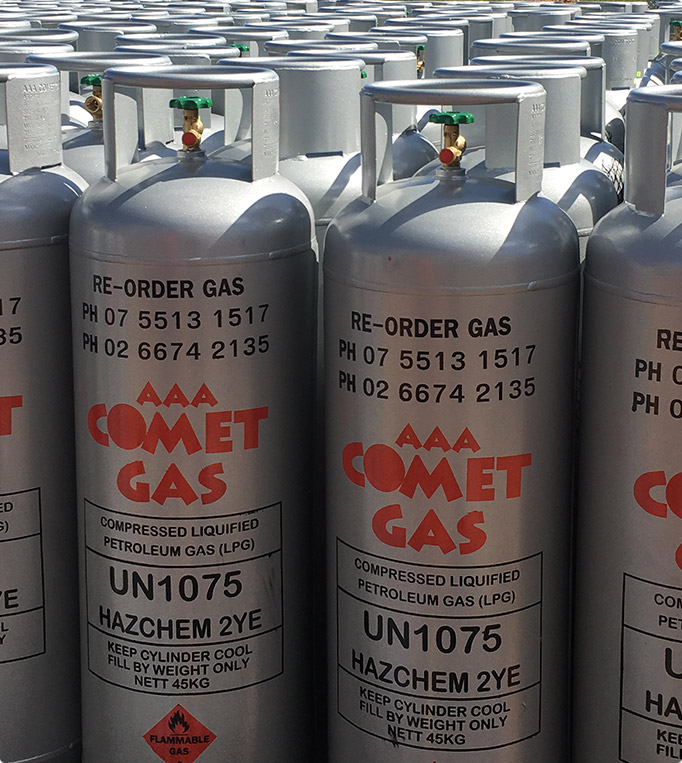 RE-ORDER GAS
PH 07 5513 1517
PH 02 6674 2135
AAA
COMET
GAS
COMPRESSED LIQUIFIED
PETROLEUM GAS (LPG)
UN1075
HAZCHEM 2YE
KEEP CYLINDER COOL
FILL BY WEIGHT ONLY
NETT 45KG
FLAMMABLE
GAS
RE-ORDER GAS
PH 07 5513 1517
PH 02 6674 2135
AAA
COMET
GAS
COMPRESSED LIQUIFIED
PETROLEUM GAS (LPG)
UN1075
HAZCHEM 2YE
KEEP CYLINDER COOL
FILL BY WEIGHT ONLY
NETT 45KG